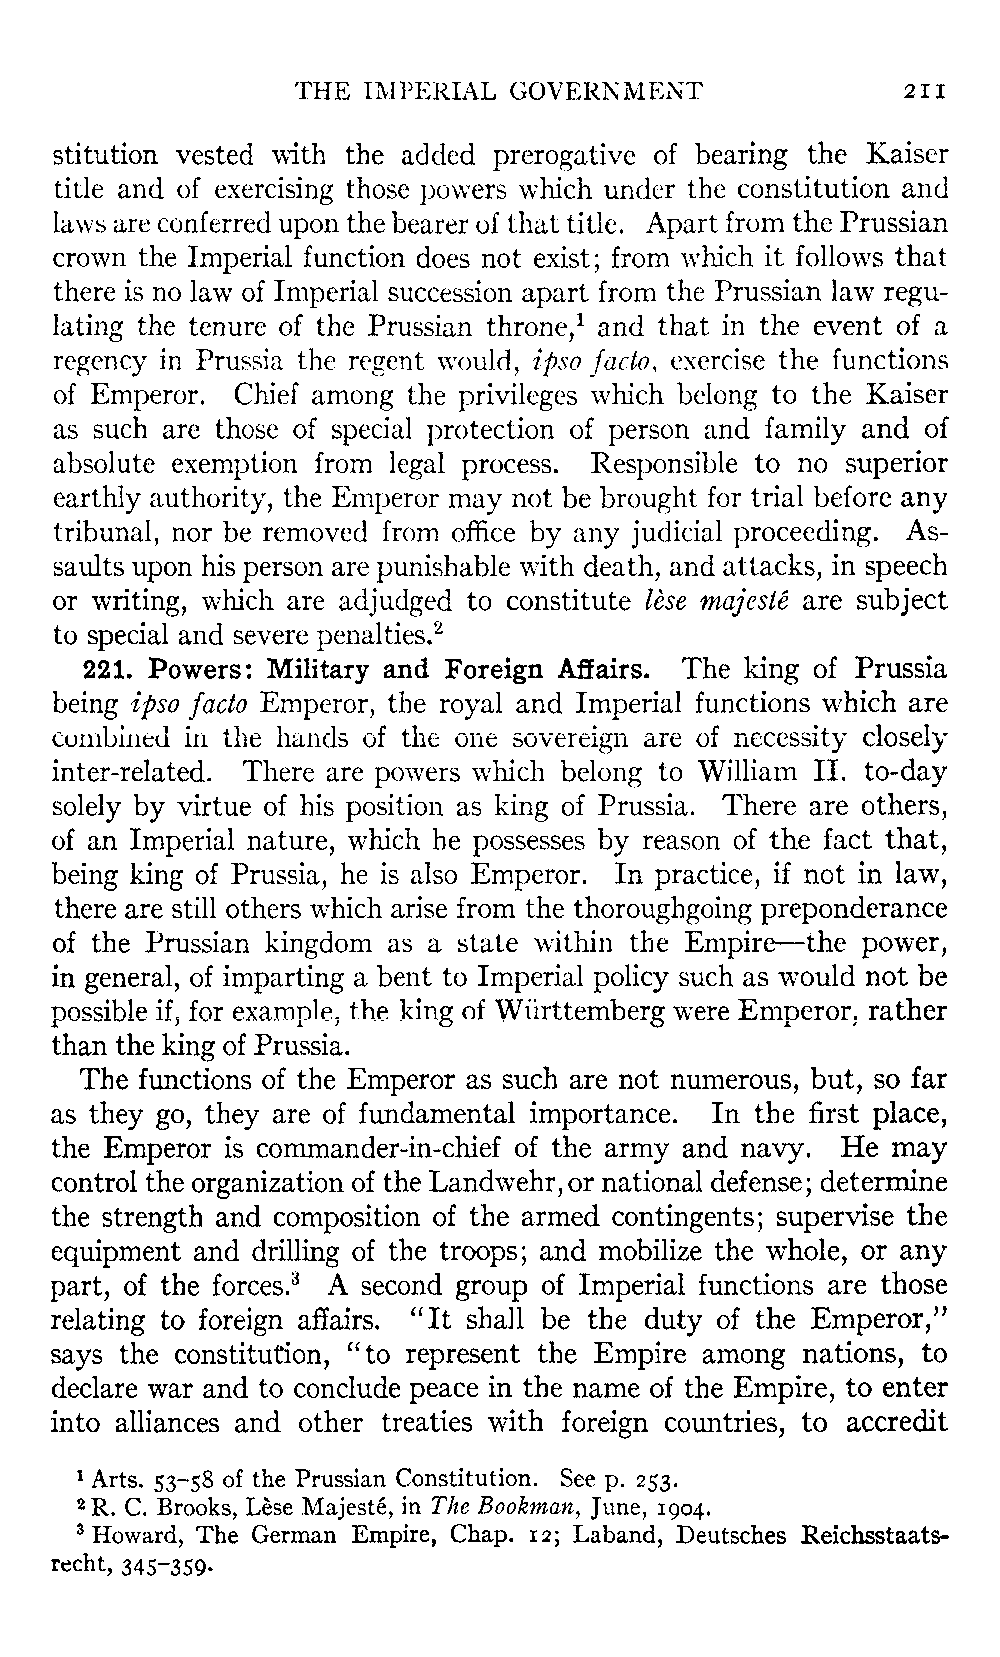 THE IMPERIAL GOVERNMENT 211
stitution vested with the added prerogative of bearing the Kaiser
title and of exercising those powers which under the constitution and
laws are conferred upon the bearer of that title. Apart from the Prussian
crown the Imperial function does not exist; from which it follows that
there is no law of Imperial succession apart from the Prussian law regu-
lating the tenure of the Prussian throne,¹ and that in the event of a
regency in Prussia the regent would, ipso facto, exercise the functions
of Emperor. Chief among the privileges which belong to the Kaiser
as such are those of special protection of person and family and of
absolute exemption from legal process. Responsible to no superior
earthly authority, the Emperor may not be brought for trial before any
tribunal, nor be removed from office by any judicial proceeding. As-
saults upon his person are punishable with death, and attacks, in speech
or writing, which are adjudged to constitute lèse majesté are subject
to special and severe penalties.²
221. Powers: Military and Foreign Affairs. The king of Prussia
being ipso facto Emperor, the royal and Imperial functions which are
combined in the hands of the one sovereign are of necessity closely
inter-related. There are powers which belong to William II. to-day
solely by virtue of his position as king of Prussia. There are others,
of an Imperial nature, which he possesses by reason of the fact that,
being king of Prussia, he is also Emperor. In practice, if not in law,
there are still others which arise from the thoroughgoing preponderance
of the Prussian kingdom as a state within the Empire—the power,
in general, of imparting a bent to Imperial policy such as would not be
possible if, for example, the king of Württemberg were Emperor, rather
than the king of Prussia.
The functions of the Emperor as such are not numerous, but, so far
as they go, they are of fundamental importance. In the first place,
the Emperor is commander-in-chief of the army and navy. He may
control the organization of the Landwehr, or national defense; determine
the strength and composition of the armed contingents; supervise the
equipment and drilling of the troops; and mobilize the whole, or any
part, of the forces.³ A second group of Imperial functions are those
relating to foreign affairs. "It shall be the duty of the Emperor,"
says the constitution, "to represent the Empire among nations, to
declare war and to conclude peace in the name of the Empire, to enter
into alliances and other treaties with foreign countries, to accredit
¹ Arts. 53–58 of the Prussian Constitution. See p. 253.
² R. C. Brooks, Lèse Majesté, in The Bookman, June, 1904.
³ Howard, The German Empire, Chap. 12; Laband, Deutsches Reichsstaats-
recht, 345–359.